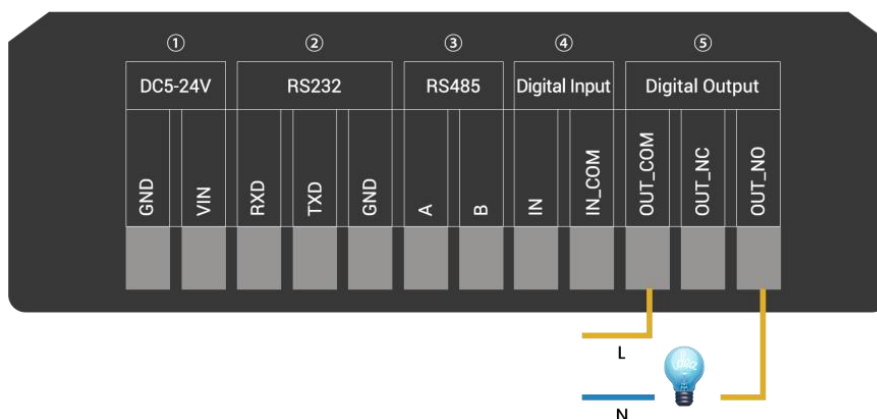 ① ② ③ ④ ⑤
DC5-24V RS232 RS485 Digital Input Digital Output
GND VIN RXD TXD GND A B IN IN_COM OUT_COM OUT_NC OUT_NO
L
N